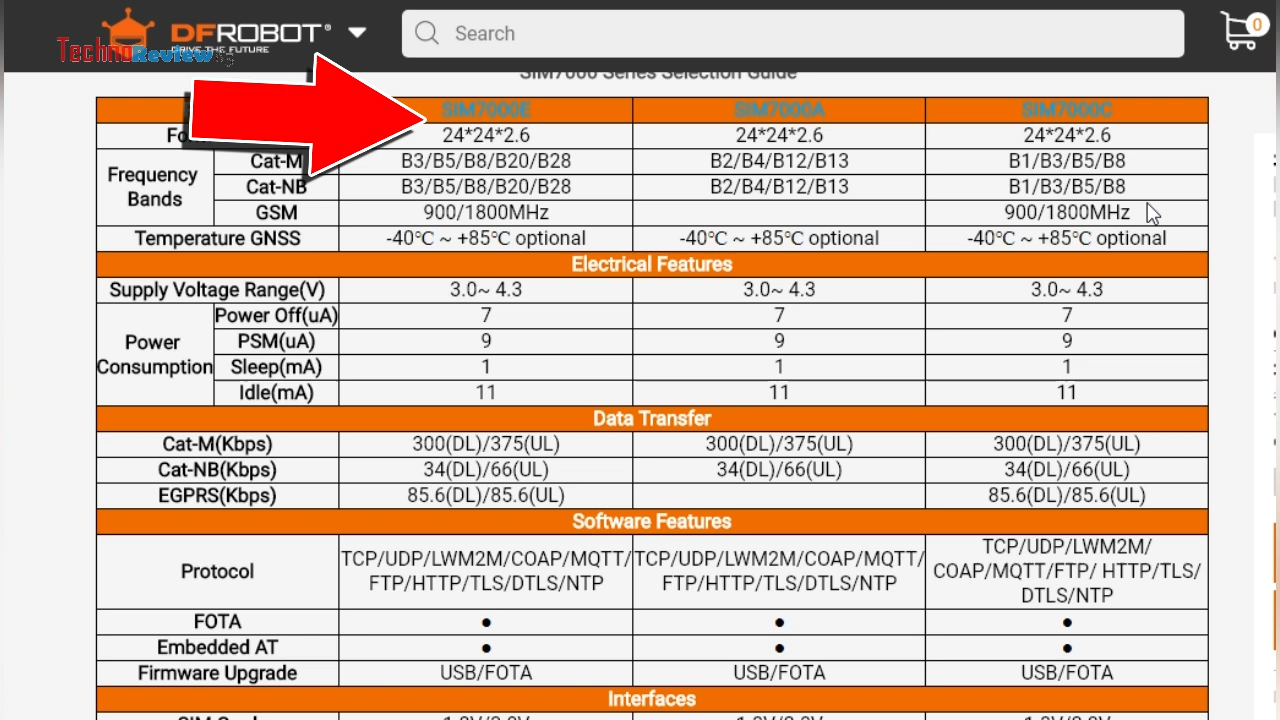 DFROBOT
DRIVE THE FUTURE
TechnoReviews
Search
0
SIM7000 Series Selection Guide
SIM7000E SIM7000A SIM7000C
24*24*2.6 24*24*2.6 24*24*2.6
Frequency Bands
Cat-M B3/B5/B8/B20/B28 B2/B4/B12/B13 B1/B3/B5/B8
Cat-NB B3/B5/B8/B20/B28 B2/B4/B12/B13 B1/B3/B5/B8
GSM 900/1800MHz 900/1800MHz
Temperature GNSS -40℃ ~ +85℃ optional -40℃ ~ +85℃ optional -40℃ ~ +85℃ optional
Electrical Features
Supply Voltage Range(V) 3.0~ 4.3 3.0~ 4.3 3.0~ 4.3
Power Consumption
Power Off(uA) 7 7 7
PSM(uA) 9 9 9
Sleep(mA) 1 1 1
Idle(mA) 11 11 11
Data Transfer
Cat-M(Kbps) 300(DL)/375(UL) 300(DL)/375(UL) 300(DL)/375(UL)
Cat-NB(Kbps) 34(DL)/66(UL) 34(DL)/66(UL) 34(DL)/66(UL)
EGPRS(Kbps) 85.6(DL)/85.6(UL) 85.6(DL)/85.6(UL)
Software Features
Protocol
TCP/UDP/LWM2M/COAP/MQTT/
FTP/HTTP/TLS/DTLS/NTP
TCP/UDP/LWM2M/COAP/MQTT/
FTP/HTTP/TLS/DTLS/NTP
TCP/UDP/LWM2M/
COAP/MQTT/FTP/ HTTP/TLS/
DTLS/NTP
FOTA ● ● ●
Embedded AT ● ● ●
Firmware Upgrade USB/FOTA USB/FOTA USB/FOTA
Interfaces